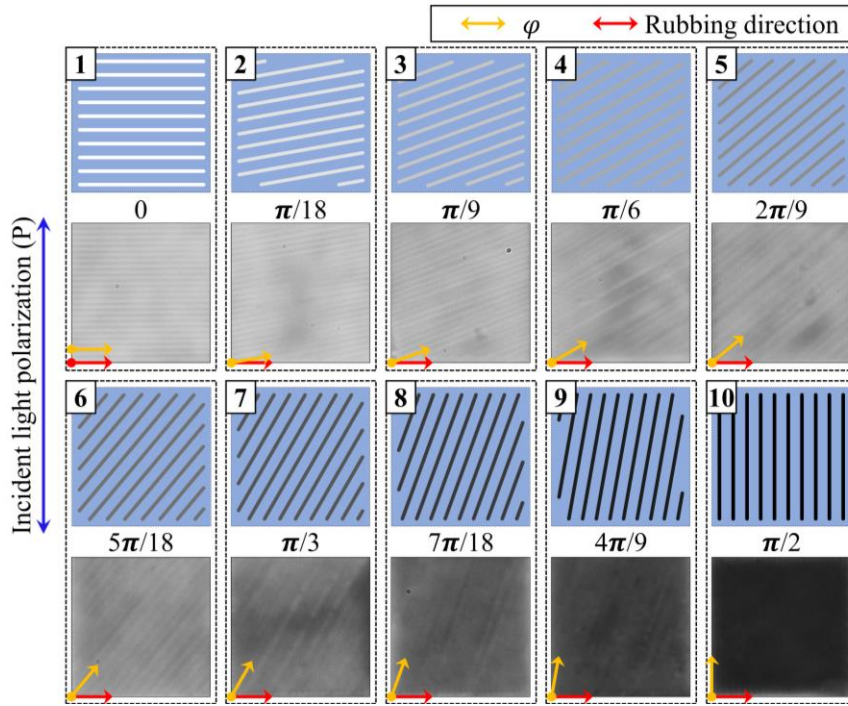 φ Rubbing direction
1 2 3 4 5
0 π/18 π/9 π/6 2π/9
Incident light polarization (P)
6 7 8 9 10
5π/18 π/3 7π/18 4π/9 π/2